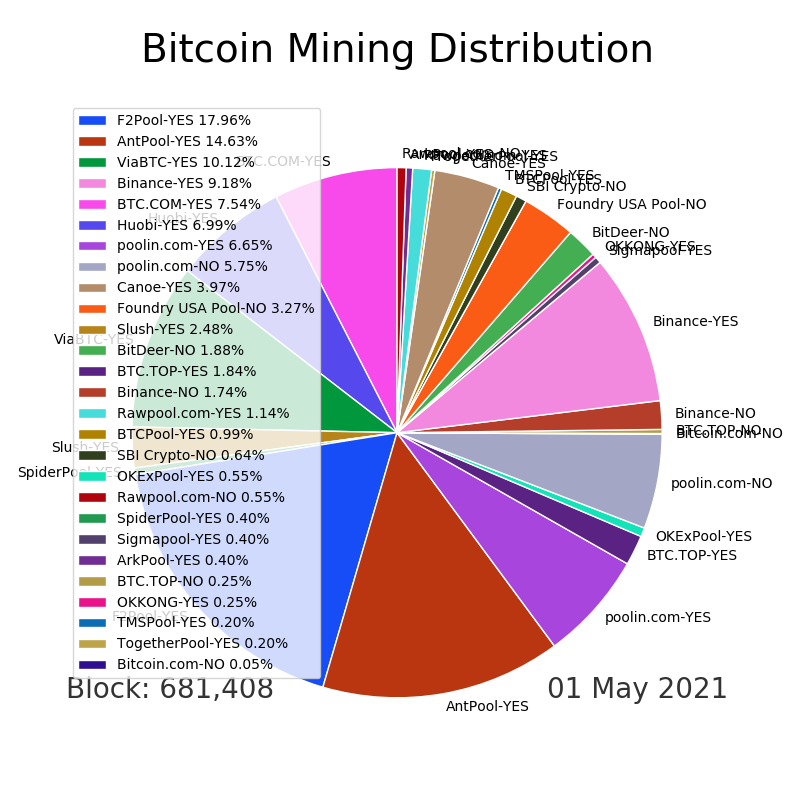 Bitcoin Mining Distribution
F2Pool-YES 17.96%
AntPool-YES 14.63%
ViaBTC-YES 10.12%
Binance-YES 9.18%
BTC.COM-YES 7.54%
Huobi-YES 6.99%
poolin.com-YES 6.65%
poolin.com-NO 5.75%
Canoe-YES 3.97%
Foundry USA Pool-NO 3.27%
Slush-YES 2.48%
BitDeer-NO 1.88%
BTC.TOP-YES 1.84%
Binance-NO 1.74%
Rawpool.com-YES 1.14%
BTCPool-YES 0.99%
SBI Crypto-NO 0.64%
OKExPool-YES 0.55%
Rawpool.com-NO 0.55%
SpiderPool-YES 0.40%
Sigmapool-YES 0.40%
ArkPool-YES 0.40%
BTC.TOP-NO 0.25%
OKKONG-YES 0.25%
TMSPool-YES 0.20%
TogetherPool-YES 0.20%
Bitcoin.com-NO 0.05%
BTC.COM-YES
Huobi-YES
ViaBTC-YES
Slush-YES
SpiderPool-YES
F2Pool-YES
Rawpool.com-NO
Canoe-YES
TMSPool-YES
BTCPool-YES
SBI Crypto-NO
Foundry USA Pool-NO
BitDeer-NO
OKKONG-YES
Sigmapool-YES
Binance-YES
Binance-NO
BTC.TOP-NO
Bitcoin.com-NO
poolin.com-NO
OKExPool-YES
BTC.TOP-YES
poolin.com-YES
AntPool-YES
Block: 681,408
01 May 2021